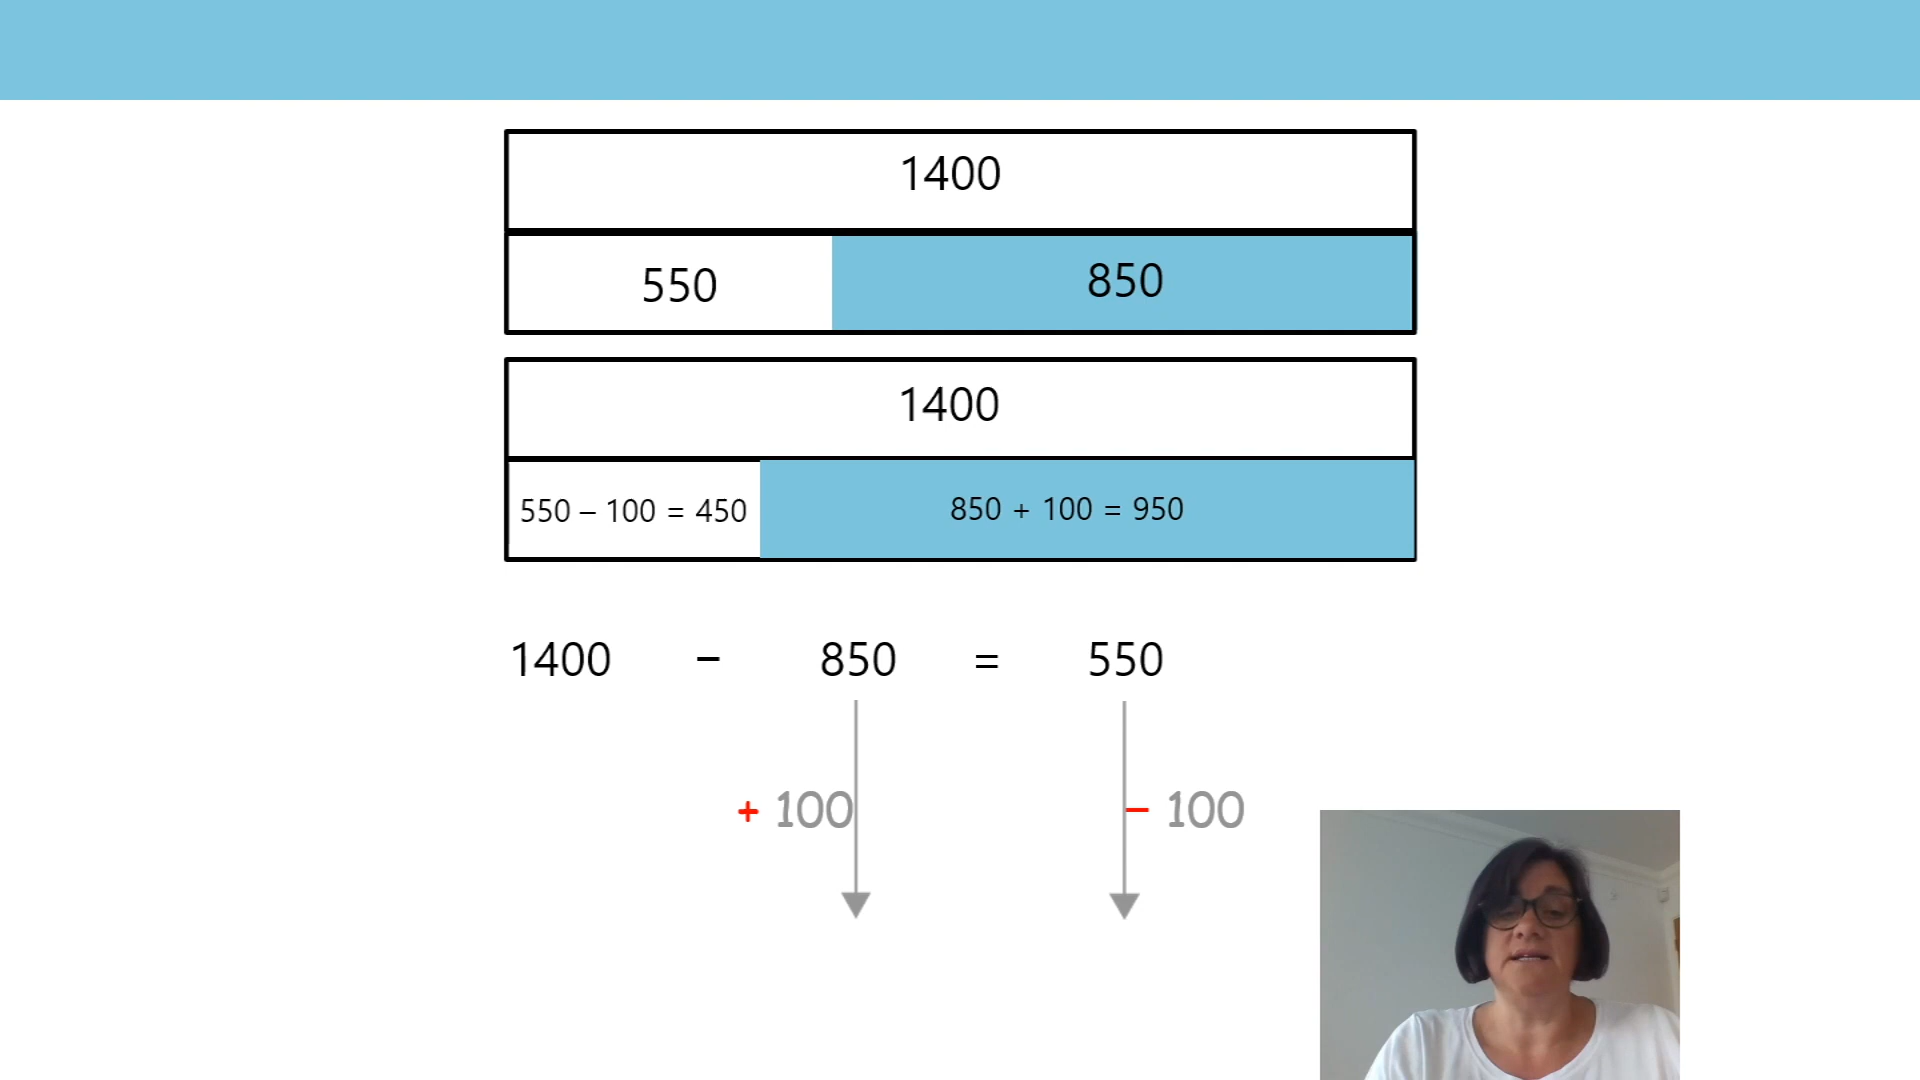 1400
550 850
1400
550 – 100 = 450 850 + 100 = 950
1400 – 850 = 550
+ 100 – 100